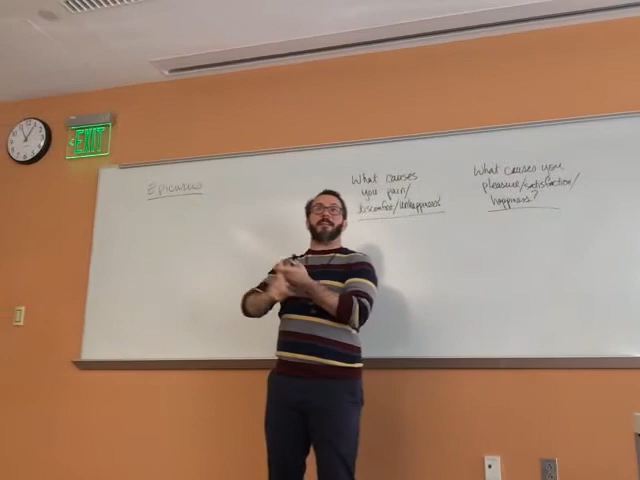 EXIT
Epicurus
What causes
you pain/
discomfort/unhappiness?
What causes you
pleasure/satisfaction/
happiness?